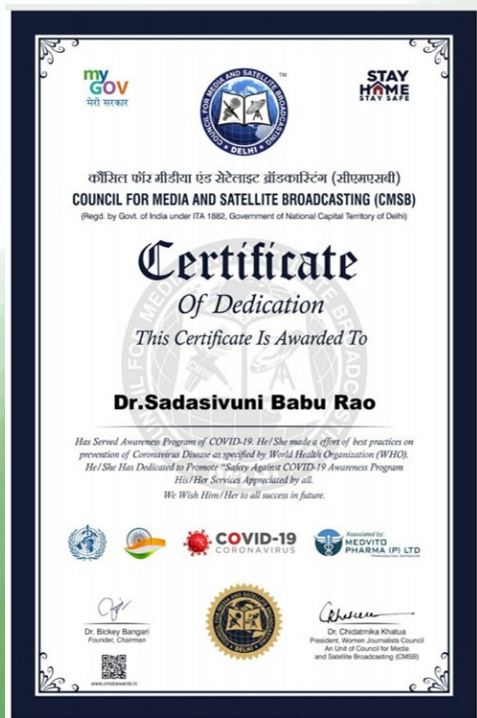 my
GOV
मेरी सरकार
COUNCIL FOR MEDIA AND SATELLITE BROADCASTING
DELHI
TM
STAY
HOME
STAY SAFE
कौंसिल फॉर मीडिया एंड सेटेलाइट ब्रॉडकास्टिंग (सीएमएसबी)
COUNCIL FOR MEDIA AND SATELLITE BROADCASTING (CMSB)
(Regd. by Govt. of India under ITA 1882, Government of National Capital Territory of Delhi)
Certificate
Of Dedication
This Certificate Is Awarded To
Dr.Sadasivuni Babu Rao
Has Served Awareness Program of COVID-19. He/She made a effort of best practices on
prevention of Coronavirus Disease as specified by World Health Organization (WHO).
He/She Has Dedicated to Promote "Safety Against COVID-19 Awareness Program
His/Her Services Appreciated by all.
We Wish Him/Her to all success in future.
COVID-19
CORONAVIRUS
Associated by:
MEDVITO
PHARMA (P) LTD
Dr. Bickey Bangari
Founder, Chairman
www.cmsbawards.in
Dr. Chidatmika Khatua
President, Women Journalists Council
An Unit of Council for Media
and Satellite Broadcasting (CMSB)